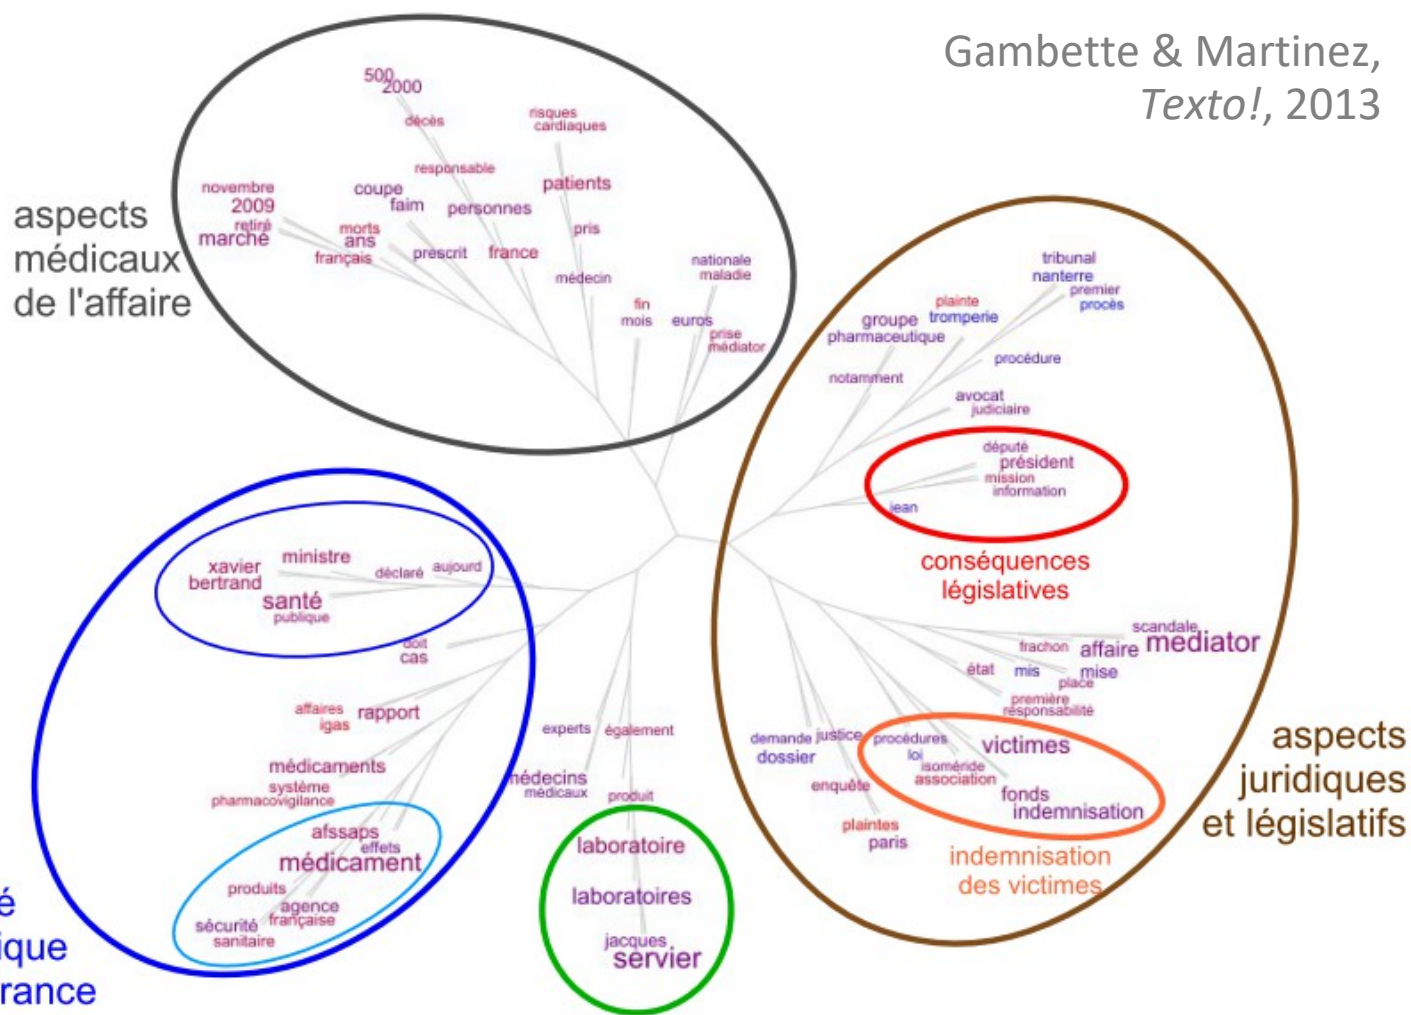 Gambette & Martinez,
Texto!, 2013
500
2000
décès
risques
cardiaques
responsable
patients
novembre
2009
retiré
marché
coupe
faim
personnes
morts
ans
français
prescrit
france
pris
médecin
nationale
maladie
fin
mois
euros
prise
médiator
aspects
médicaux
de l'affaire
tribunal
nanterre
premier
procès
plainte
tromperie
groupe
pharmaceutique
procédure
notamment
avocat
judiciaire
député
président
mission
information
jean
conséquences
législatives
scandale
mediator
frachon
affaire
état
mis
mise
place
première
responsabilité
demande
justice
dossier
procédures
loi
victimes
isoméride
association
enquête
fonds
indemnisation
plaintes
paris
indemnisation
des victimes
aspects
juridiques
et législatifs
xavier
bertrand
ministre
déclaré
aujourd
santé
publique
doit
cas
affaires
igas
rapport
médicaments
système
pharmacovigilance
afssaps
effets
médicament
produits
agence
française
sécurité
sanitaire
experts
également
médecins
médicaux
produit
laboratoire
laboratoires
jacques
servier
é
ique
rance